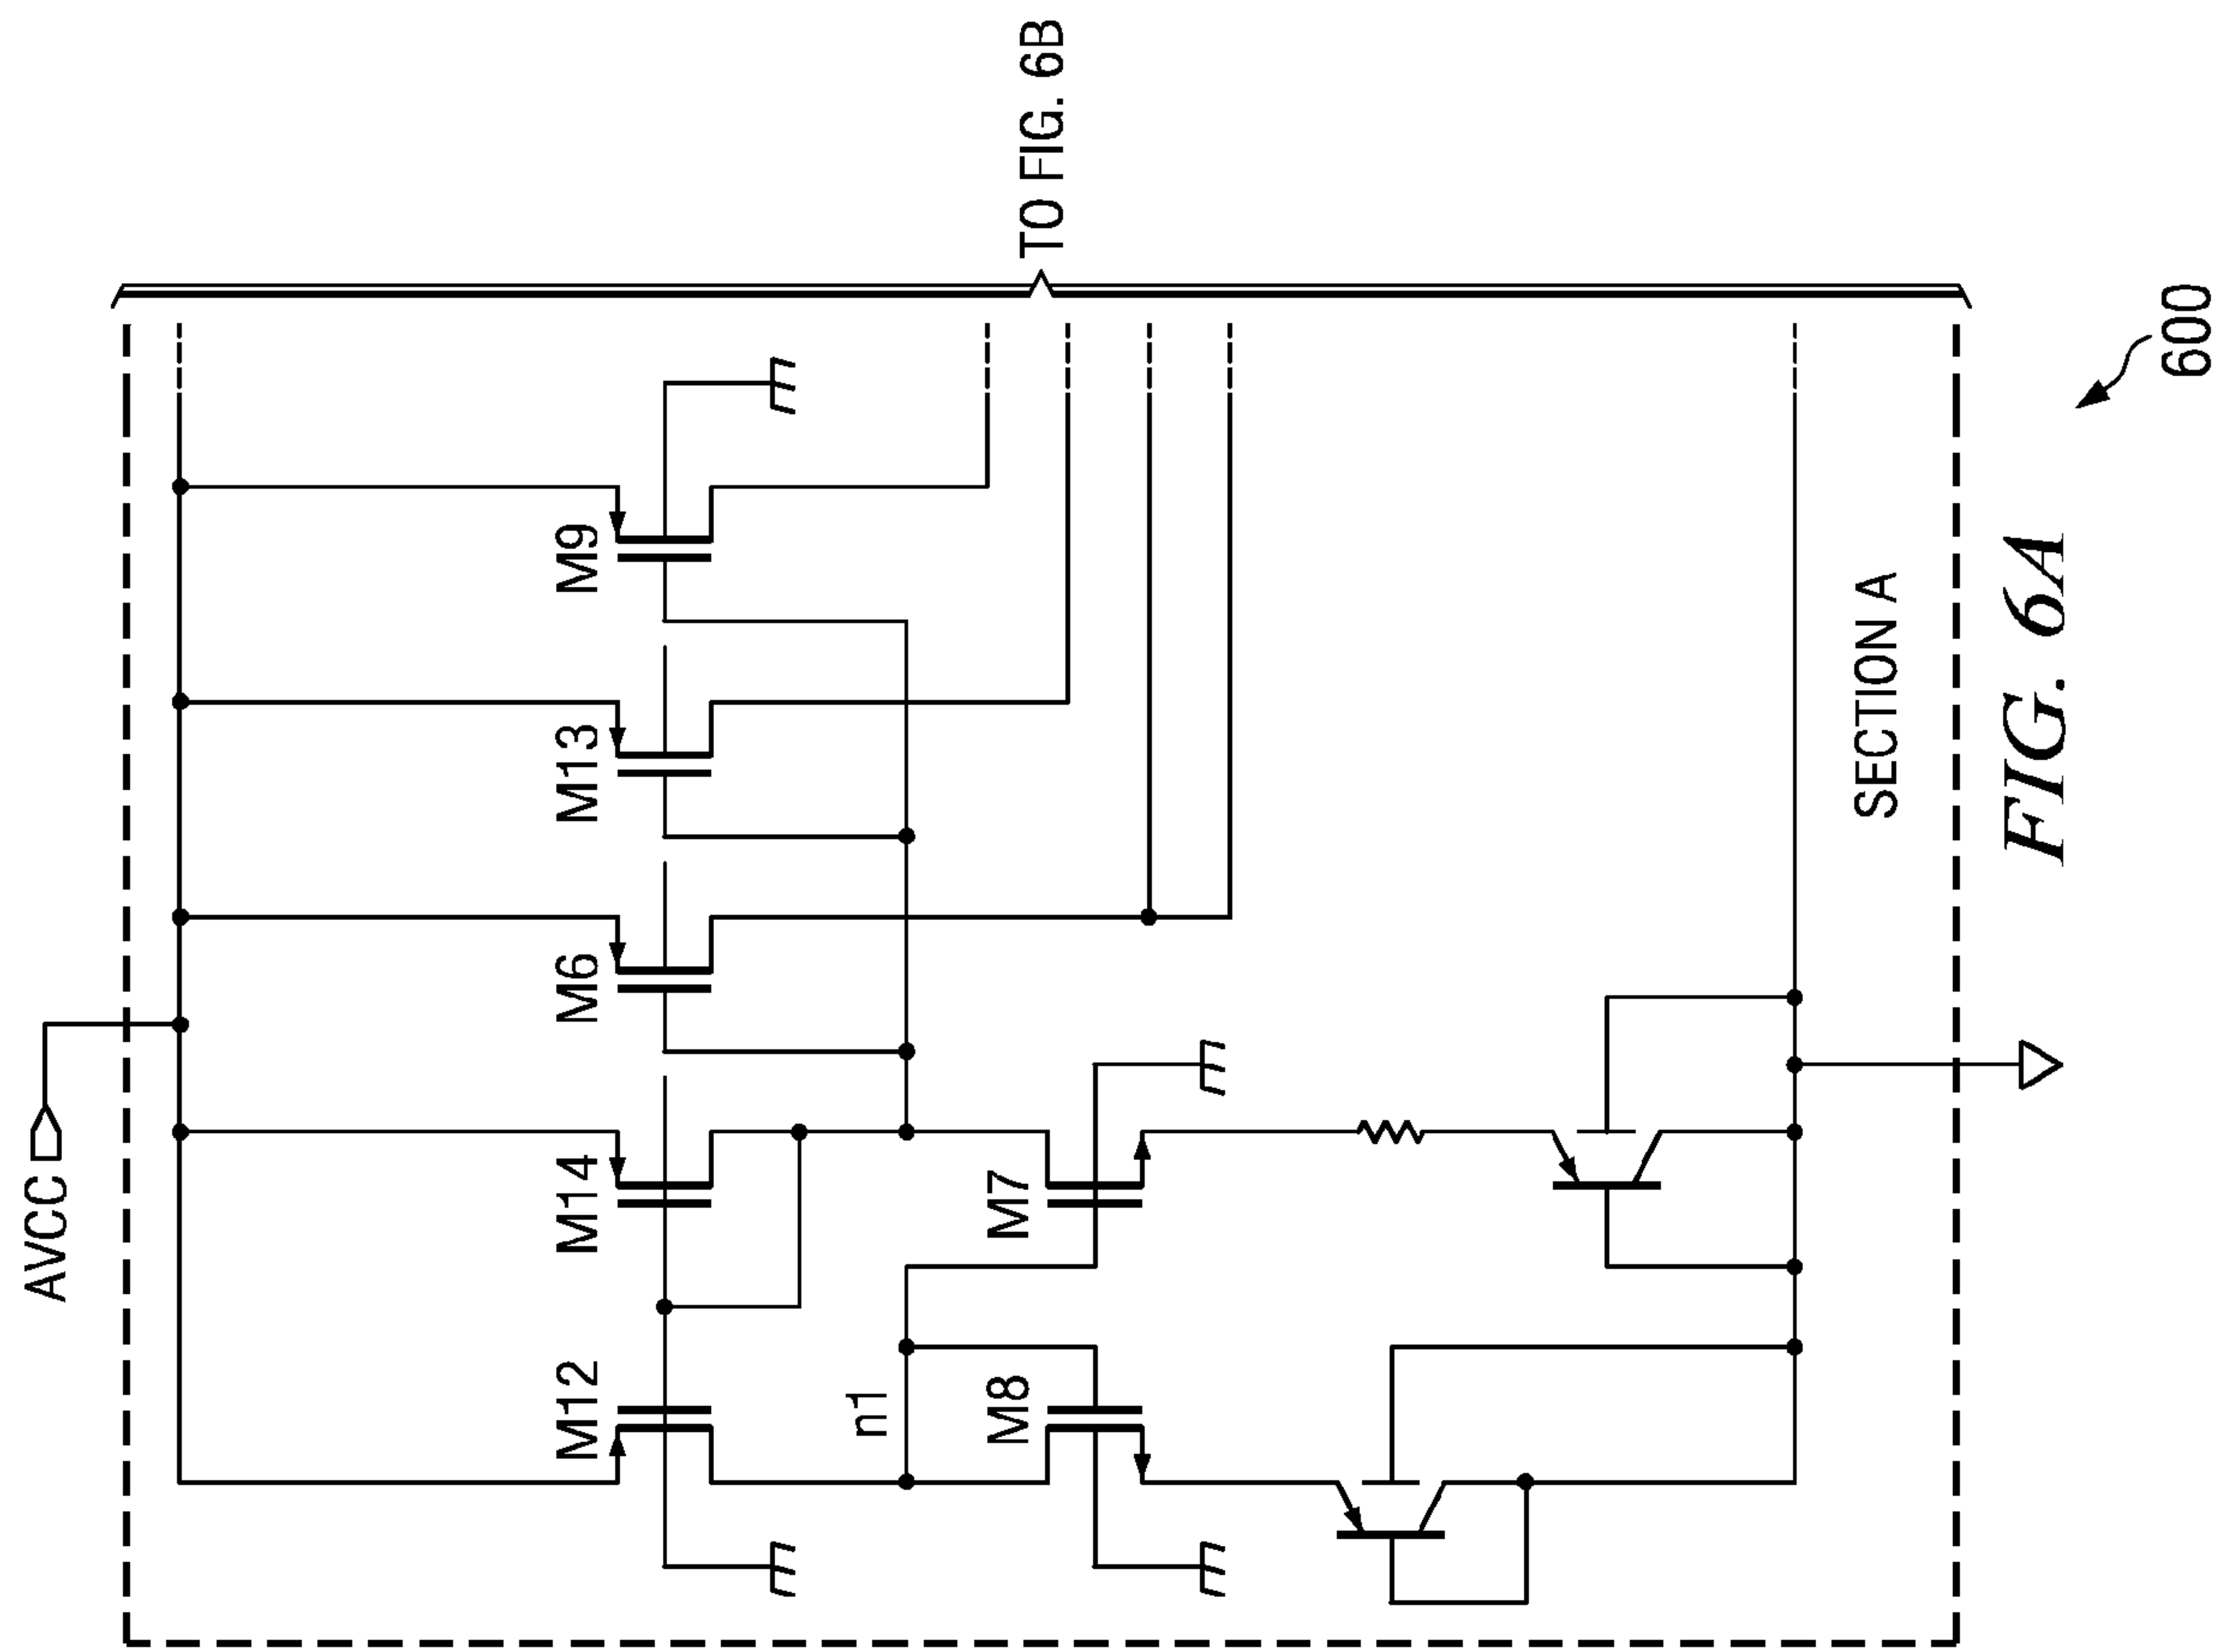 AVCC
M12
M14
M6
M13
M9
n1
M8
M7
TO FIG. 6B
SECTION A
FIG. 6A
600